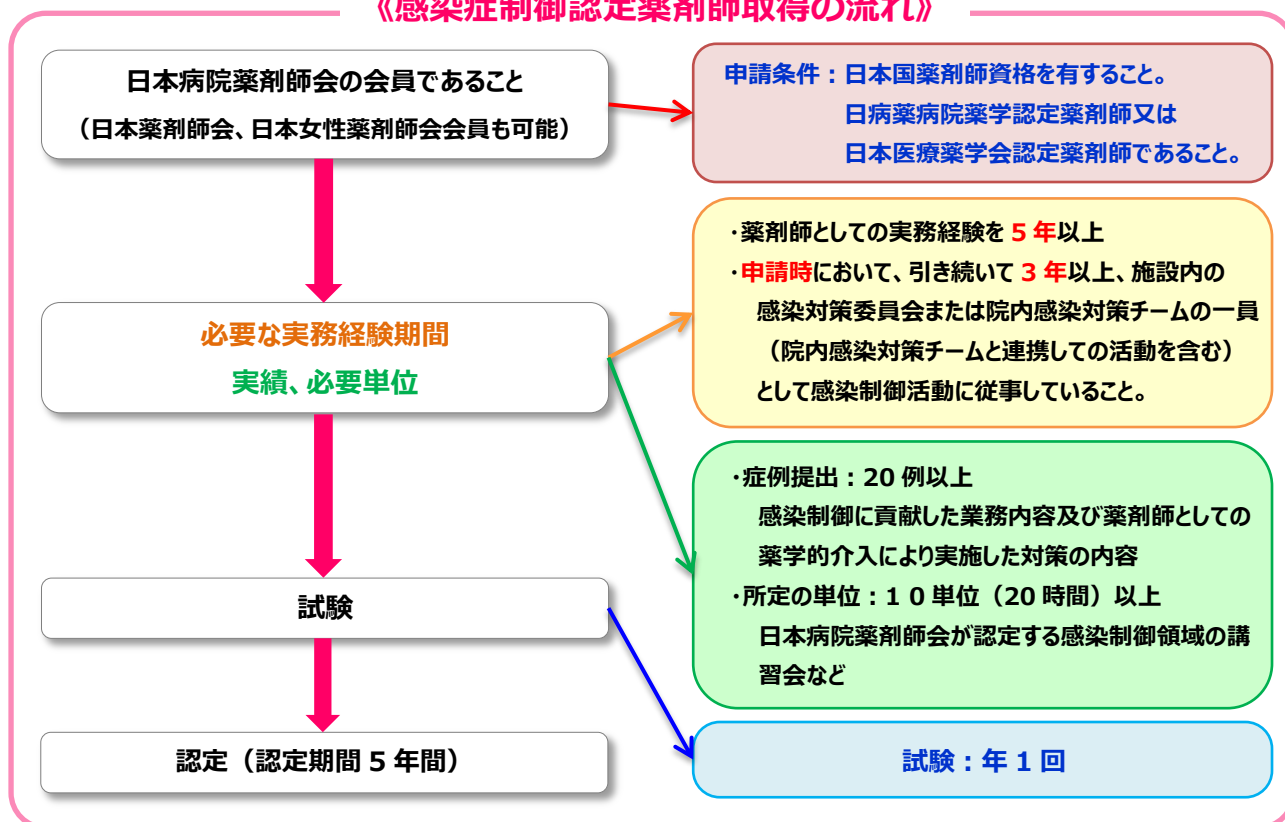 《感染症制御認定薬剤師取得の流れ》
日本病院薬剤師会の会員であること
（日本薬剤師会、日本女性薬剤師会会員も可能）
申請条件：日本国薬剤師資格を有すること。
日病薬病院薬学認定薬剤師又は
日本医療薬学会認定薬剤師であること。
必要な実務経験期間
実績、必要単位
・薬剤師としての実務経験を 5 年以上
・申請時において、引き続いて 3 年以上、施設内の
感染対策委員会または院内感染対策チームの一員
（院内感染対策チームと連携しての活動を含む）
として感染制御活動に従事していること。
・症例提出：20 例以上
感染制御に貢献した業務内容及び薬剤師としての
薬学的介入により実施した対策の内容
・所定の単位：１０単位（20 時間）以上
日本病院薬剤師会が認定する感染制御領域の講
習会など
試験
試験：年 1 回
認定（認定期間 5 年間）